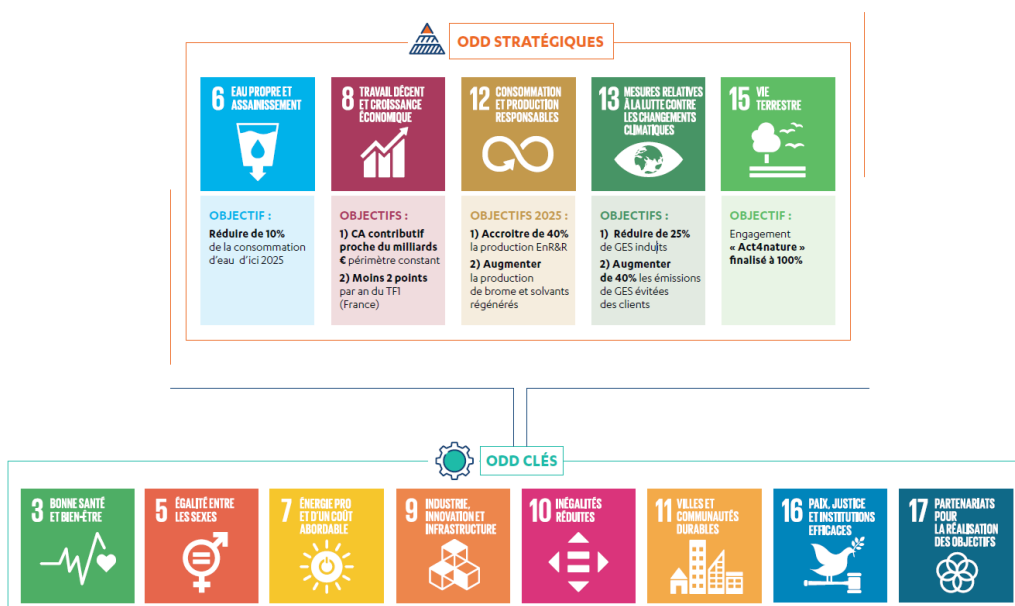 ODD STRATÉGIQUES
6 EAU PROPRE ET
ASSAINISSEMENT
8 TRAVAIL DÉCENT
ET CROISSANCE
ÉCONOMIQUE
12 CONSOMMATION
ET PRODUCTION
RESPONSABLES
13 MESURES RELATIVES
À LA LUTTE CONTRE
LES CHANGEMENTS
CLIMATIQUES
15 VIE
TERRESTRE
OBJECTIF :
Réduire de 10%
de la consommation
d'eau d'ici 2025
OBJECTIFS :
1) CA contributif
proche du milliards
€ périmètre constant
2) Moins 2 points
par an du TF1
(France)
OBJECTIFS 2025 :
1) Accroitre de 40%
la production EnR&R
2) Augmenter
la production
de brome et solvants
régénérés
OBJECTIFS :
1) Réduire de 25%
de GES induits
2) Augmenter
de 40% les émissions
de GES évitées
des clients
OBJECTIF :
Engagement
« Act4nature »
finalisé à 100%
ODD CLÉS
3 BONNE SANTÉ
ET BIEN-ÊTRE
5 ÉGALITÉ ENTRE
LES SEXES
7 ÉNERGIE PRO
ET D'UN COÛT
ABORDABLE
9 INDUSTRIE,
INNOVATION ET
INFRASTRUCTURE
10 INÉGALITÉS
RÉDUITES
11 VILLES ET
COMMUNAUTÉS
DURABLES
16 PAIX, JUSTICE
ET INSTITUTIONS
EFFICACES
17 PARTENARIATS
POUR
LA RÉALISATION
DES OBJECTIFS